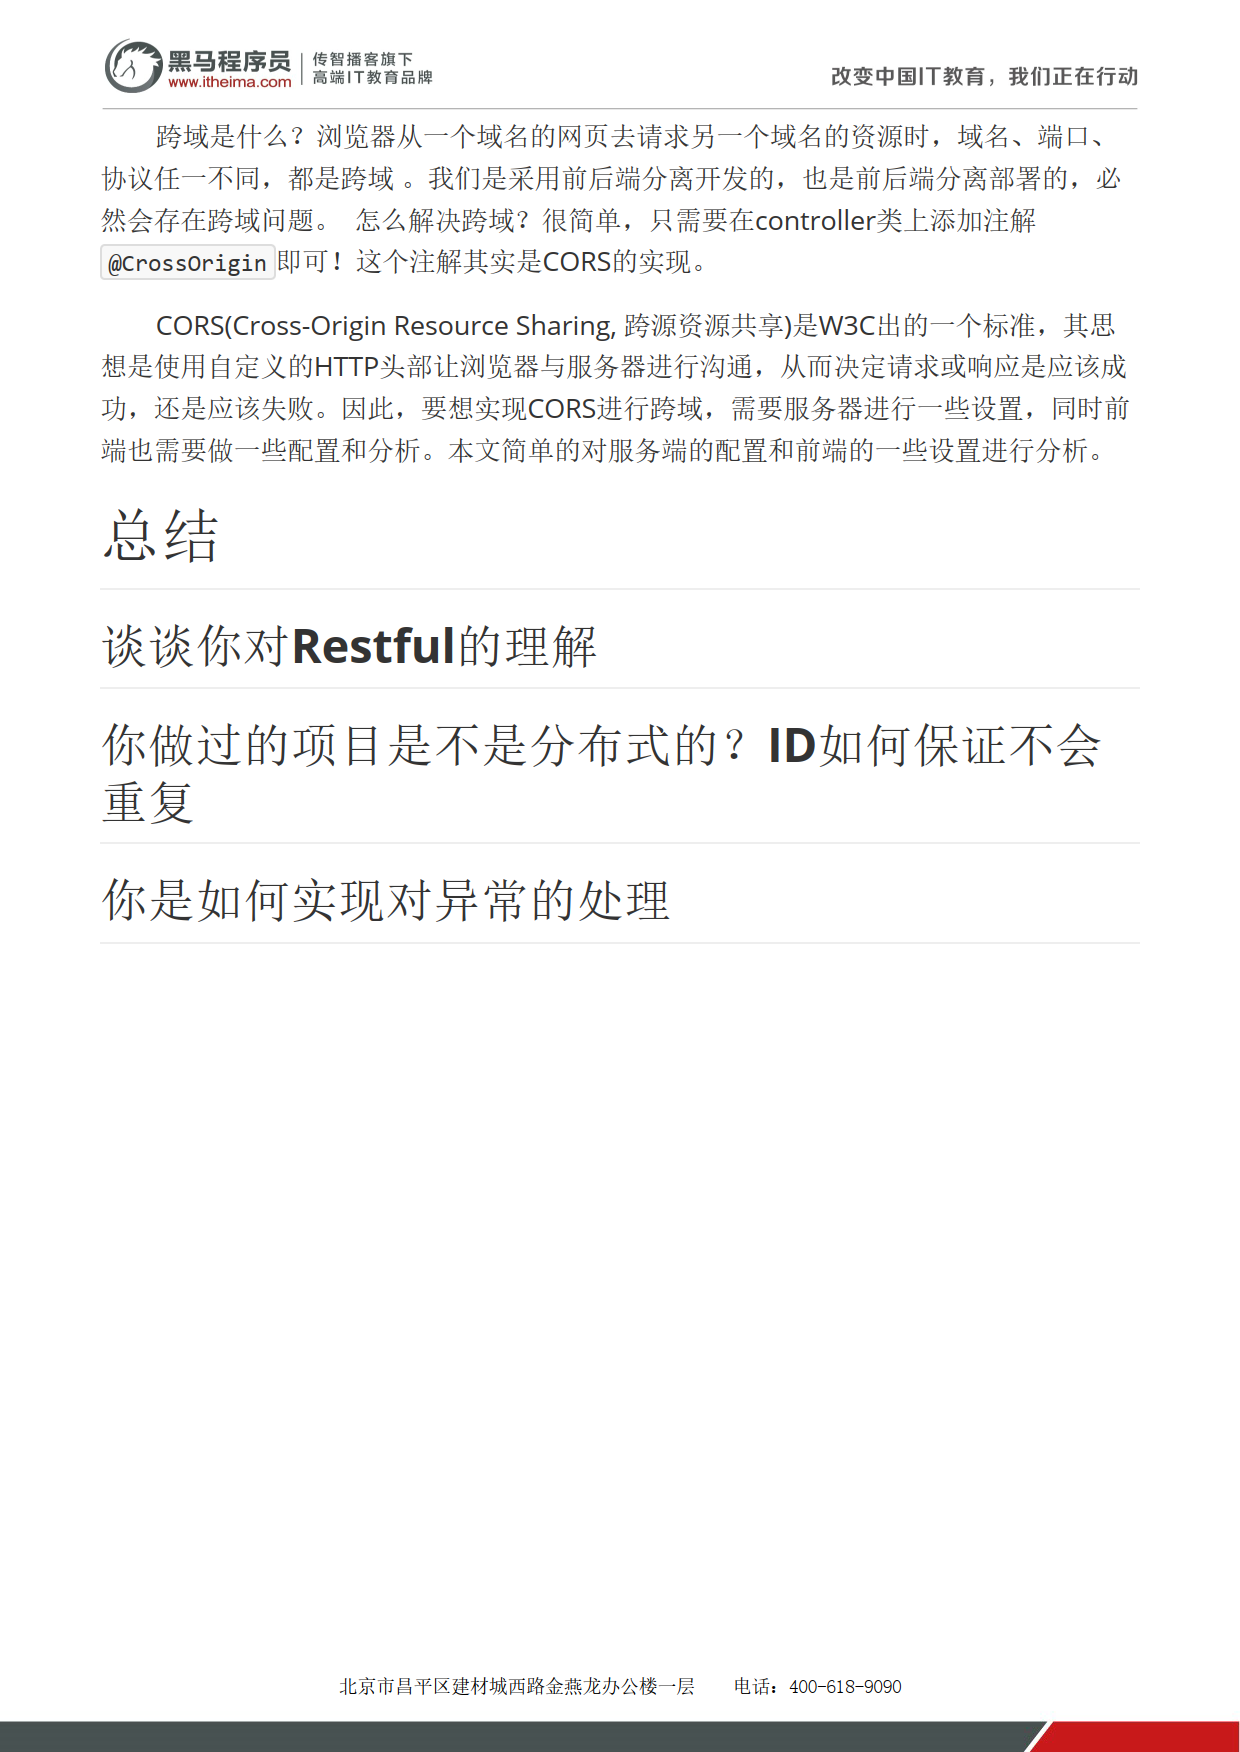 黑马程序员
www.itheima.com
传智播客旗下
高端IT教育品牌
改变中国IT教育，我们正在行动
跨域是什么？浏览器从一个域名的网页去请求另一个域名的资源时，域名、端口、
协议任一不同，都是跨域 。我们是采用前后端分离开发的，也是前后端分离部署的，必
然会存在跨域问题。 怎么解决跨域？很简单，只需要在controller类上添加注解
@CrossOrigin 即可！这个注解其实是CORS的实现。
CORS(Cross-Origin Resource Sharing, 跨源资源共享)是W3C出的一个标准，其思
想是使用自定义的HTTP头部让浏览器与服务器进行沟通，从而决定请求或响应是应该成
功，还是应该失败。因此，要想实现CORS进行跨域，需要服务器进行一些设置，同时前
端也需要做一些配置和分析。本文简单的对服务端的配置和前端的一些设置进行分析。
总结
谈谈你对Restful的理解
你做过的项目是不是分布式的？ID如何保证不会
重复
你是如何实现对异常的处理
北京市昌平区建材城西路金燕龙办公楼一层 电话：400-618-9090